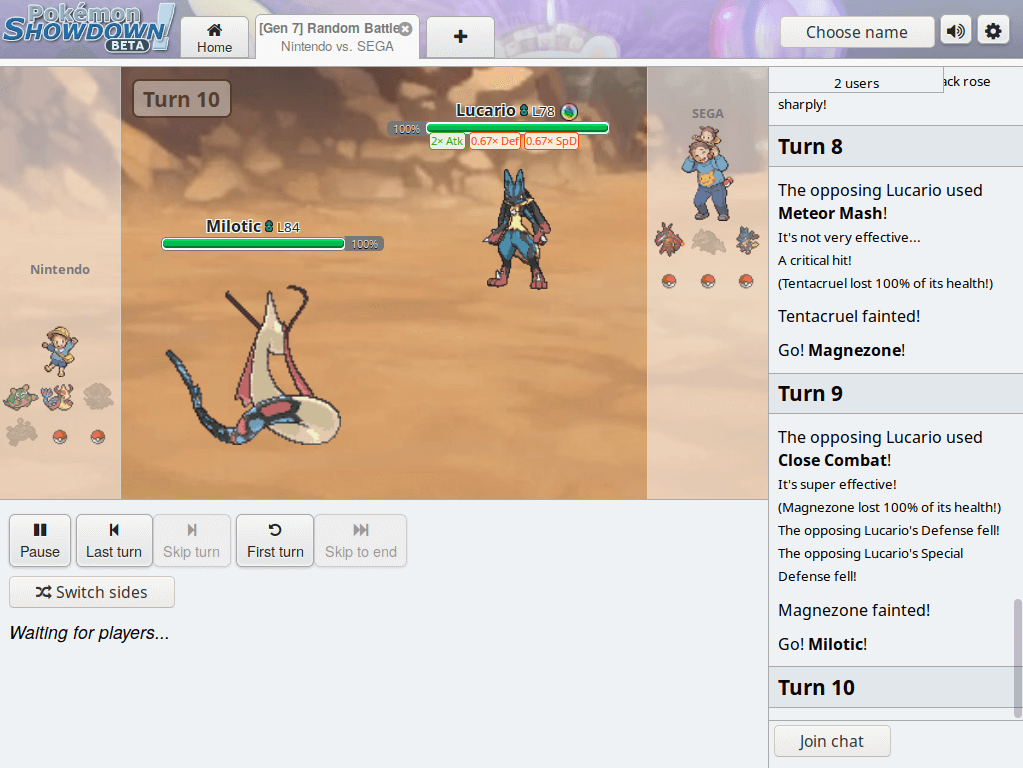 Pokémon
SHOWDOWN!
BETA
Home
[Gen 7] Random Battle
Nintendo vs. SEGA
Choose name
Turn 10
Nintendo
Milotic L84
100%
Lucario L78
100%
2× Atk 0.67× Def 0.67× SpD
SEGA
2 users
ack rose
sharply!
Turn 8
The opposing Lucario used
Meteor Mash!
It's not very effective...
A critical hit!
(Tentacruel lost 100% of its health!)
Tentacruel fainted!
Go! Magnezone!
Turn 9
The opposing Lucario used
Close Combat!
It's super effective!
(Magnezone lost 100% of its health!)
The opposing Lucario's Defense fell!
The opposing Lucario's Special
Defense fell!
Magnezone fainted!
Go! Milotic!
Turn 10
Join chat
Pause
Last turn
Skip turn
First turn
Skip to end
Switch sides
Waiting for players...